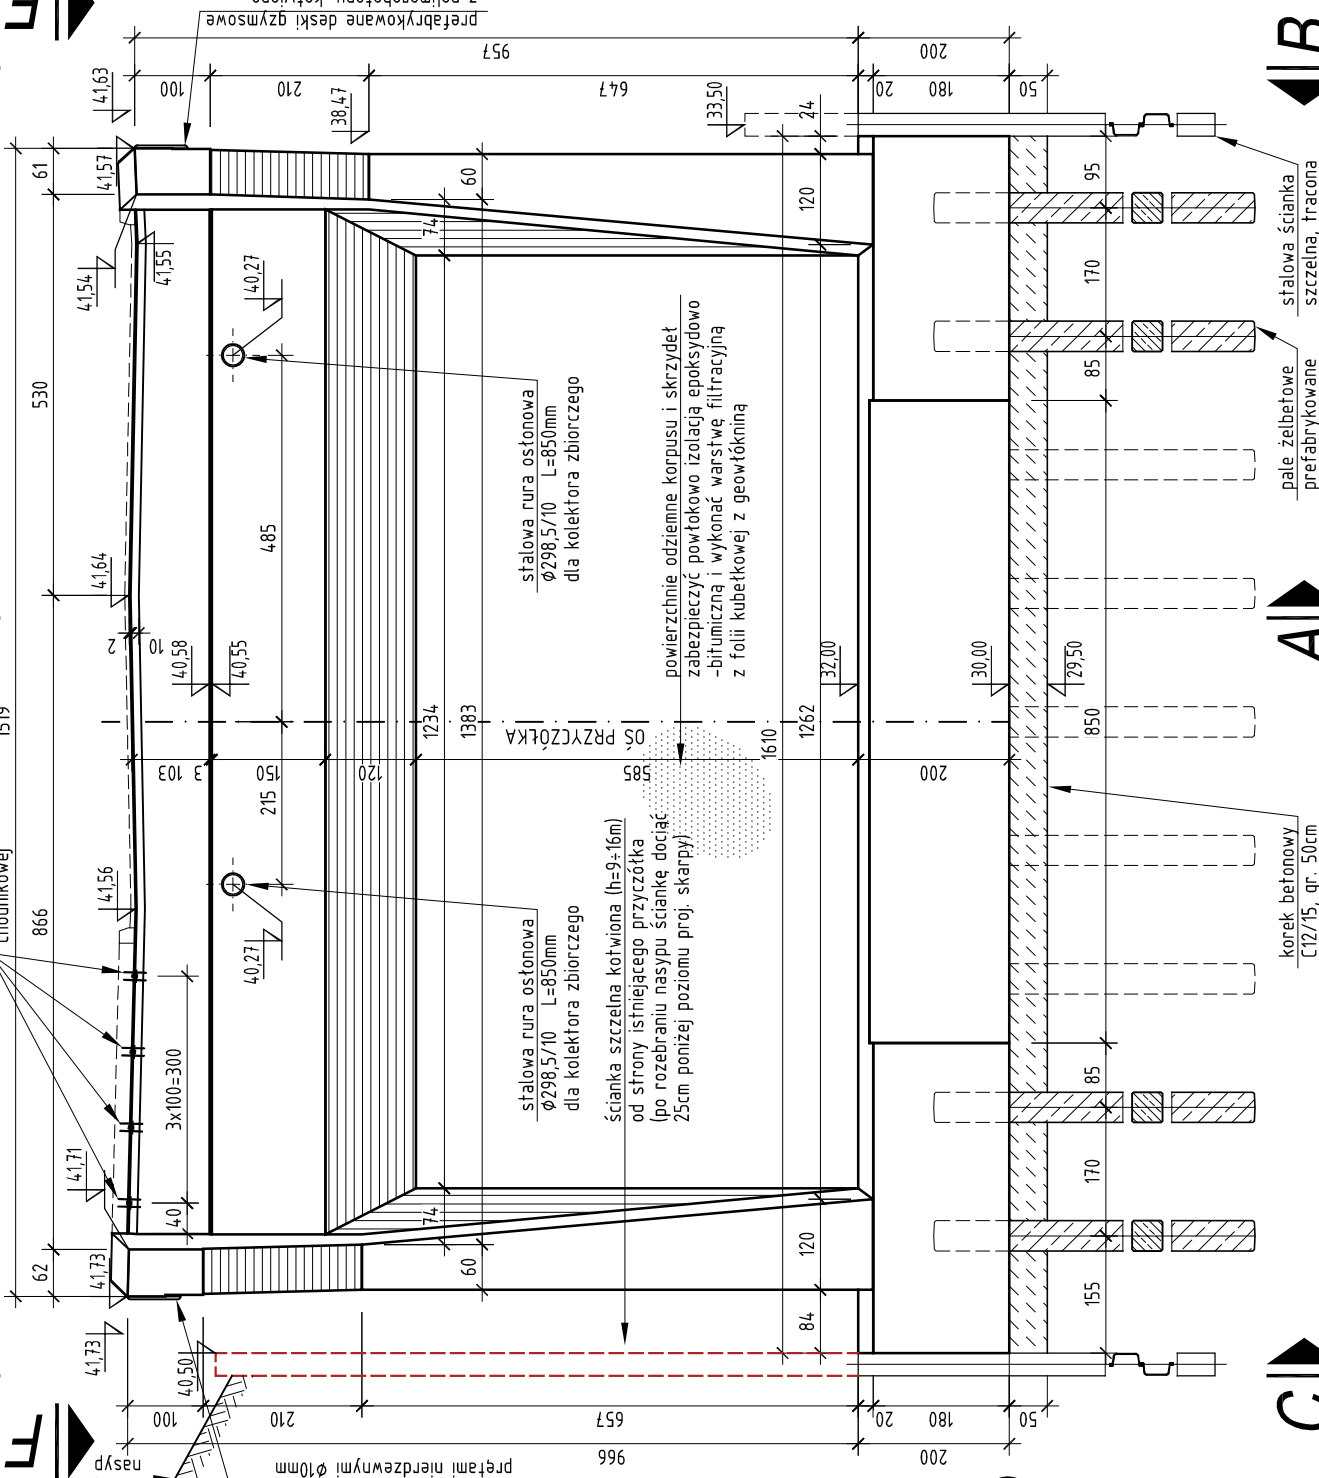 prefabrykowane deski gzymsowe
F
B
957
200
41,63
100
210
38,47
647
33,50
24
20
180
50
61
41,57
60
120
95
74
41,54
41,55
40,27
170
stalowa ścianka
szczelna, tracona
530
85
pale żelbetowe
prefabrykowane
stalowa rura osłonowa
Φ298,5/10 L=850mm
dla kolektora zbiorczego
485
powierzchnie odziemne korpusu i skrzydeł
zabezpieczyć powłokowo izolacją epoksydowo
-bitumiczną i wykonać warstwę filtracyjną
z folii kubełkowej z geowłókniną
41,64
2
10
40,58
40,55
32,00
30,00
29,50
A
1519
1234
1383
OŚ PRZYCZÓŁKA
1610
1262
850
103
3
150
120
585
200
215
chodnikowej
866
41,56
40,27
stalowa rura osłonowa
Φ298,5/10 L=850mm
dla kolektora zbiorczego
ścianka szczelna kotwiona (h=9÷16m)
od strony istniejącego przyczółka
(po rozebraniu nasypu ściankę dociąć
25cm poniżej poziomu proj. skarpy)
korek betonowy
C12/15, gr. 50cm
3x100=300
85
41,71
40
74
170
62
41,73
60
120
155
84
41,73
40,50
100
210
657
20
180
50
966
200
F
C
nasyp
prętami nierdzewnymi Φ10mm